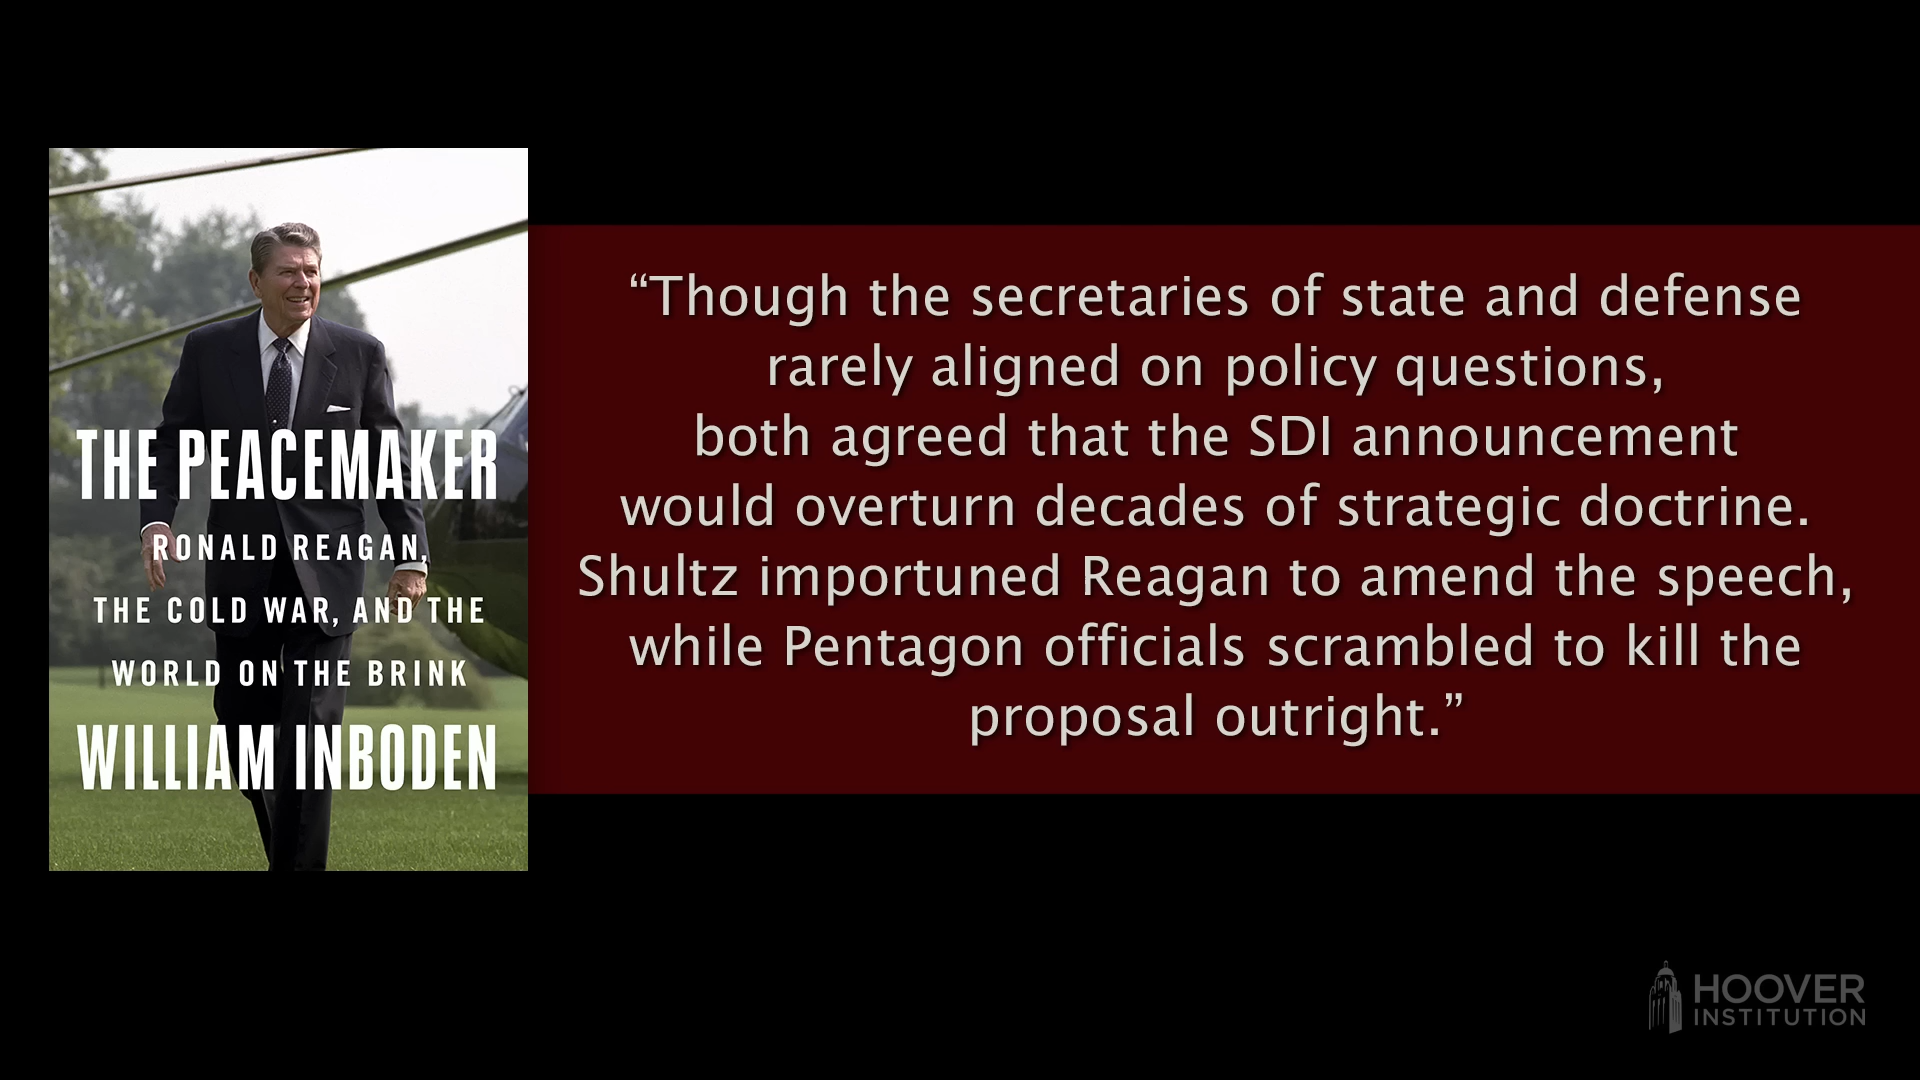 THE PEACEMAKER
RONALD REAGAN,
THE COLD WAR, AND THE
WORLD ON THE BRINK
WILLIAM INBODEN
“Though the secretaries of state and defense
rarely aligned on policy questions,
both agreed that the SDI announcement
would overturn decades of strategic doctrine.
Shultz importuned Reagan to amend the speech,
while Pentagon officials scrambled to kill the
proposal outright.”
HOOVER
INSTITUTION